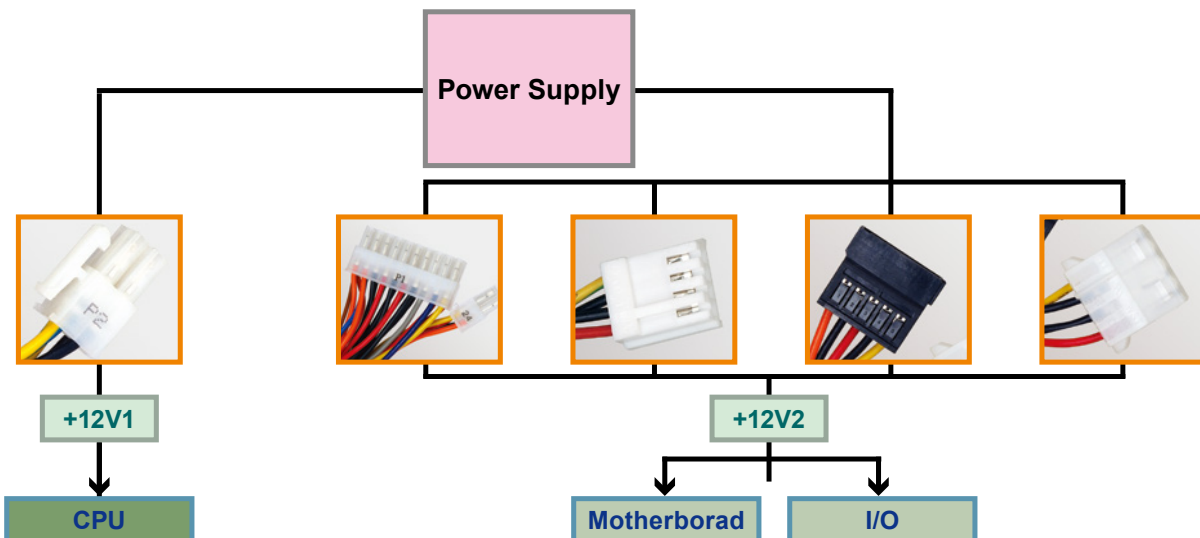 Power Supply
P2
P1
24
+12V1
+12V2
CPU
Motherborad
I/O